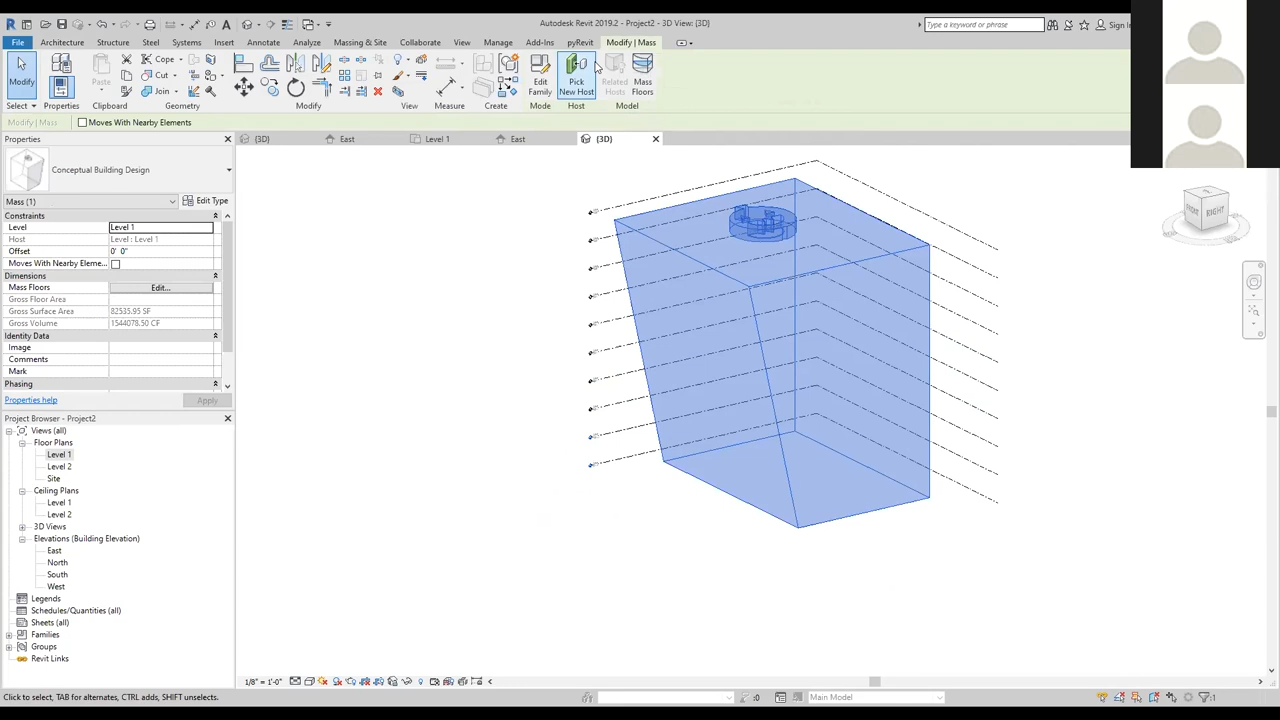 Autodesk Revit 2019.2 - Project2 - 3D View: {3D}
Type a keyword or phrase
Sign In
File Architecture Structure Steel Systems Insert Annotate Analyze Massing & Site Collaborate View Manage Add-Ins pyRevit Modify | Mass
Modify
Properties
Paste
Cope
Cut
Join
Edit Family
Pick New Host
Related Hosts
Mass Floors
Select Properties Clipboard Geometry Modify View Measure Create Mode Host Model
Modify | Mass
Moves With Nearby Elements
Properties
{3D} East Level 1 East {3D}
Conceptual Building Design
Mass (1)
Edit Type
Constraints
Level Level 1
Host Level : Level 1
Offset 0' 0"
Moves With Nearby Eleme...
Dimensions
Mass Floors Edit...
Gross Floor Area
Gross Surface Area 82535.95 SF
Gross Volume 1544078.50 CF
Identity Data
Image
Comments
Mark
Phasing
Properties help
Apply
Project Browser - Project2
Views (all)
Floor Plans
Level 1
Level 2
Site
Ceiling Plans
Level 1
Level 2
3D Views
Elevations (Building Elevation)
East
North
South
West
Legends
Schedules/Quantities (all)
Sheets (all)
Families
Groups
Revit Links
FRONT
RIGHT
1/8" = 1'-0"
Click to select, TAB for alternates, CTRL adds, SHIFT unselects.
:0
Main Model
:1